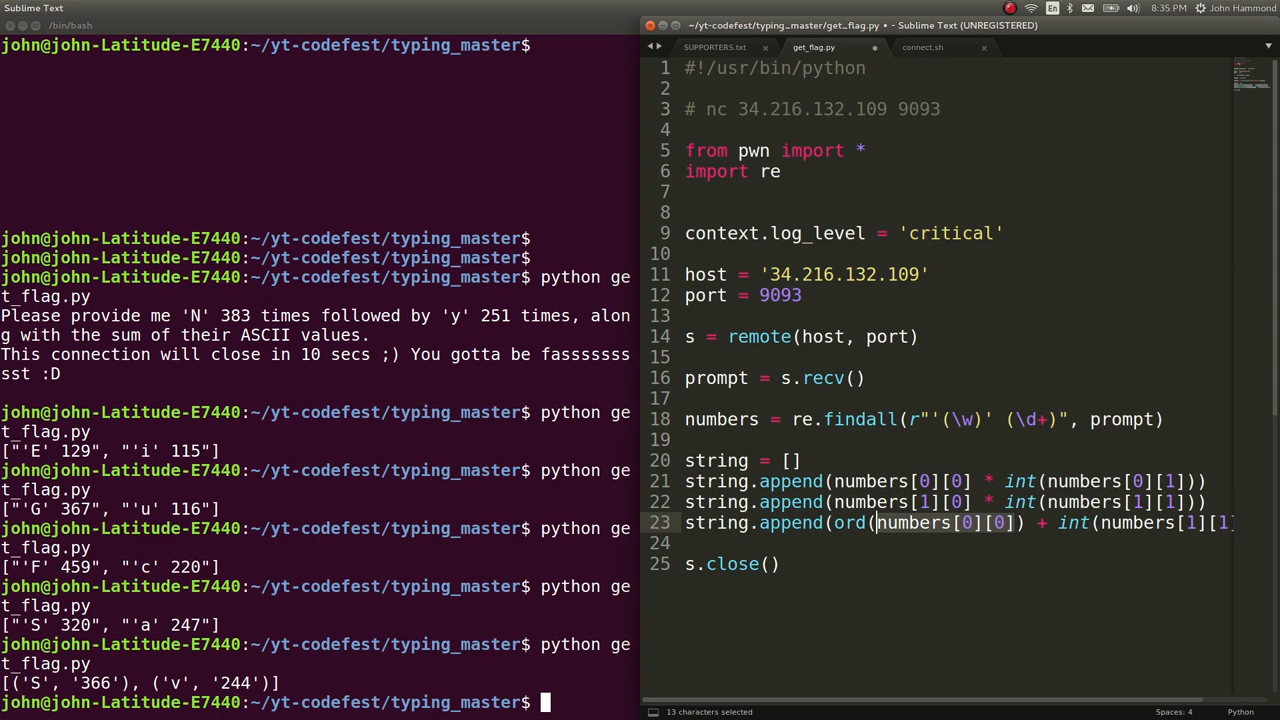 Sublime Text
En
8:35 PM
John Hammond
/bin/bash
john@john-Latitude-E7440:~/yt-codefest/typing_master$
john@john-Latitude-E7440:~/yt-codefest/typing_master$
john@john-Latitude-E7440:~/yt-codefest/typing_master$
john@john-Latitude-E7440:~/yt-codefest/typing_master$ python ge
t_flag.py
Please provide me 'N' 383 times followed by 'y' 251 times, alon
g with the sum of their ASCII values.
This connection will close in 10 secs ;) You gotta be fasssssss
sst :D
john@john-Latitude-E7440:~/yt-codefest/typing_master$ python ge
t_flag.py
["'E' 129", "'i' 115"]
john@john-Latitude-E7440:~/yt-codefest/typing_master$ python ge
t_flag.py
["'G' 367", "'u' 116"]
john@john-Latitude-E7440:~/yt-codefest/typing_master$ python ge
t_flag.py
["'F' 459", "'c' 220"]
john@john-Latitude-E7440:~/yt-codefest/typing_master$ python ge
t_flag.py
["'S' 320", "'a' 247"]
john@john-Latitude-E7440:~/yt-codefest/typing_master$ python ge
t_flag.py
[('S', '366'), ('v', '244')]
john@john-Latitude-E7440:~/yt-codefest/typing_master$
~/yt-codefest/typing_master/get_flag.py • - Sublime Text (UNREGISTERED)
SUPPORTERS.txt
get_flag.py
connect.sh
1 #!/usr/bin/python
2
3 # nc 34.216.132.109 9093
4
5 from pwn import *
6 import re
7
8
9 context.log_level = 'critical'
10
11 host = '34.216.132.109'
12 port = 9093
13
14 s = remote(host, port)
15
16 prompt = s.recv()
17
18 numbers = re.findall(r"'(\w)' (\d+)", prompt)
19
20 string = []
21 string.append(numbers[0][0] * int(numbers[0][1]))
22 string.append(numbers[1][0] * int(numbers[1][1]))
23 string.append(ord(numbers[0][0]) + int(numbers[1][1]
24
25 s.close()
13 characters selected
Spaces: 4
Python